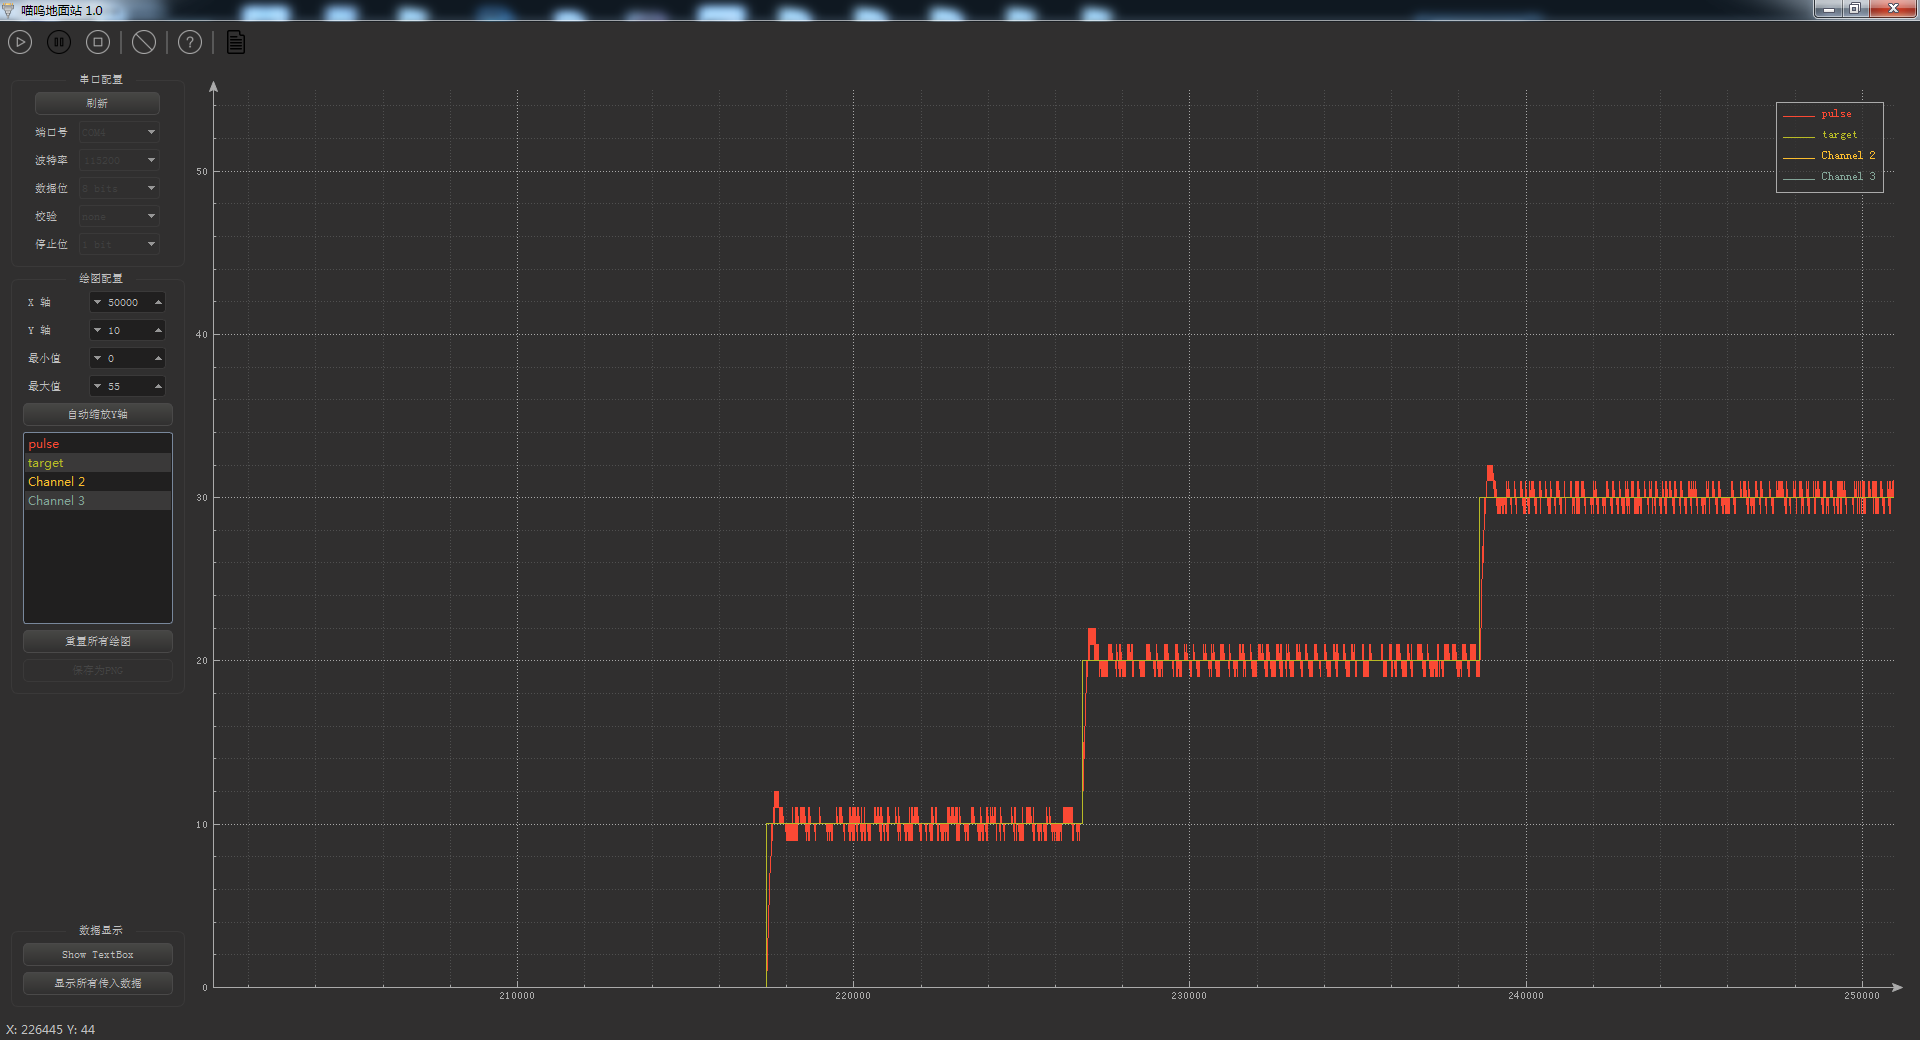 喵呜地面站 1.0
串口配置
刷新
端口号 COM4
波特率 115200
数据位 8 bits
校验 none
停止位 1 bit
绘图配置
X 轴 50000
Y 轴 10
最小值 0
最大值 55
自动缩放Y轴
pulse
target
Channel 2
Channel 3
重置所有绘图
保存为PNG
数据显示
Show TextBox
显示所有传入数据
X: 226445 Y: 44
50
40
30
20
10
0
210000 220000 230000 240000 250000
pulse
target
Channel 2
Channel 3